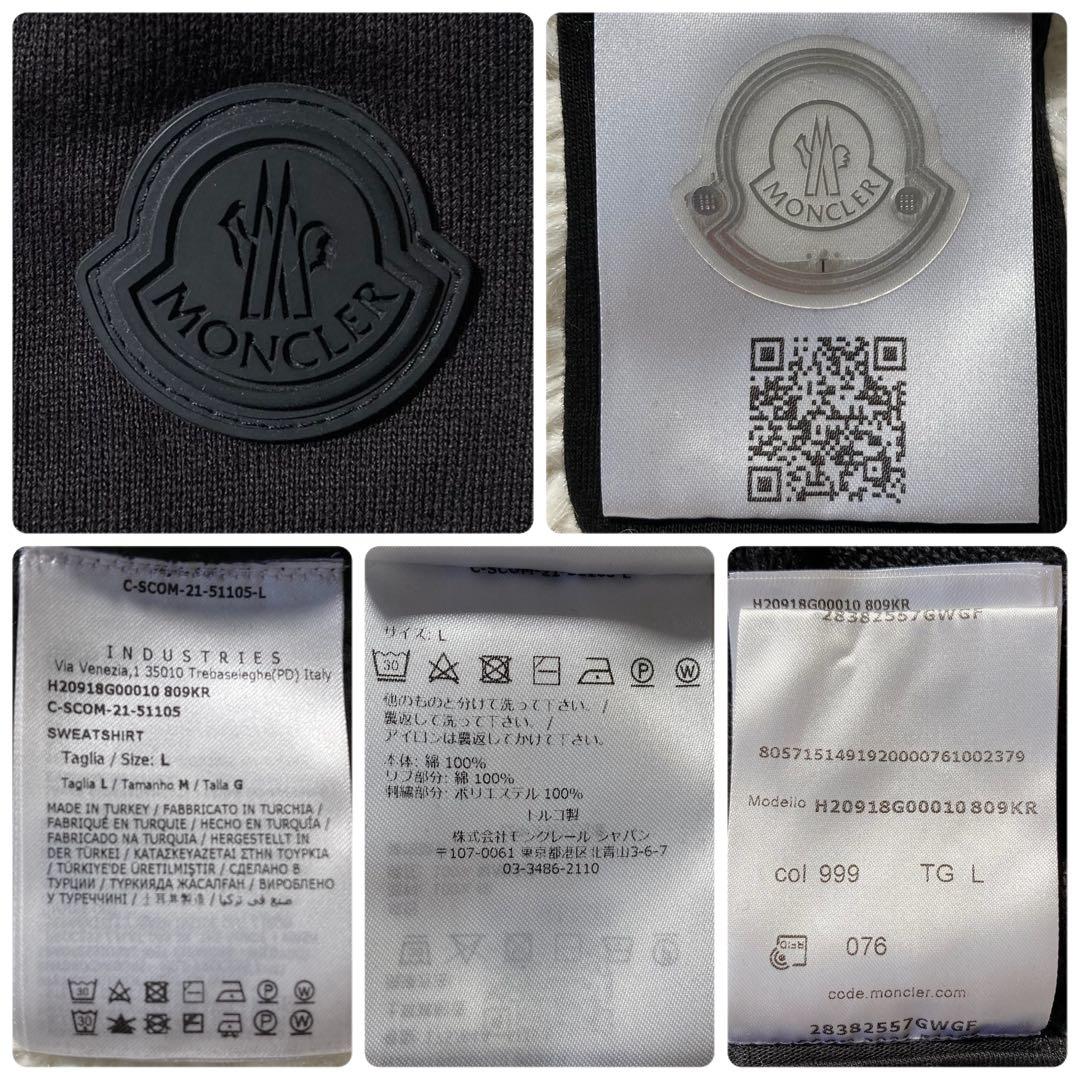 MONCLER
MONCLER
C-SCOM-21-51105-L
INDUSTRIES
Via Venezia,1 35010 Trebaseleghe(PD) Italy
H20918G00010 809KR
C-SCOM-21-51105
SWEATSHIRT
Taglia / Size: L
Taglia L / Tamanho M / Talla G
MADE IN TURKEY / FABBRICATO IN TURCHIA /
FABRIQUÉ EN TURQUIE / HECHO EN TURQUÍA /
FABRICADO NA TURQUIA / HERGESTELLT IN
DER TÜRKEI / ΚΑΤΑΣΚΕΥΑΖΕΤΑΙ ΣΤΗΝ ΤΟΥΡΚΙΑ
/ TÜRKIYE'DE ÜRETILMIŞTIR / СДЕЛАНО В
ТУРЦИИ / ТҮРКИЯДА ЖАСАЛҒАН / ВИРОБЛЕНО
У ТУРЕЧЧИНІ / 土耳其製造 / صنع في تركيا /
30
30
C-SCOM-21-51105-L
サイズ: L
30 P W
他のものと分けて洗って下さい。/
裏返して洗って下さい。/
アイロンは裏返してかけて下さい。
本体: 綿 100%
リブ部分: 綿 100%
刺繍部分: ポリエステル 100%
トルコ製
株式会社モンクレール ジャパン
〒107-0061 東京都港区北青山3-6-7
03-3486-2110
H20918G00010 809KR
28382557GWGF
8057151491920000761002379
Modello H20918G00010 809KR
col 999 TG L
RFID 076
code.moncler.com
28382557GWGF